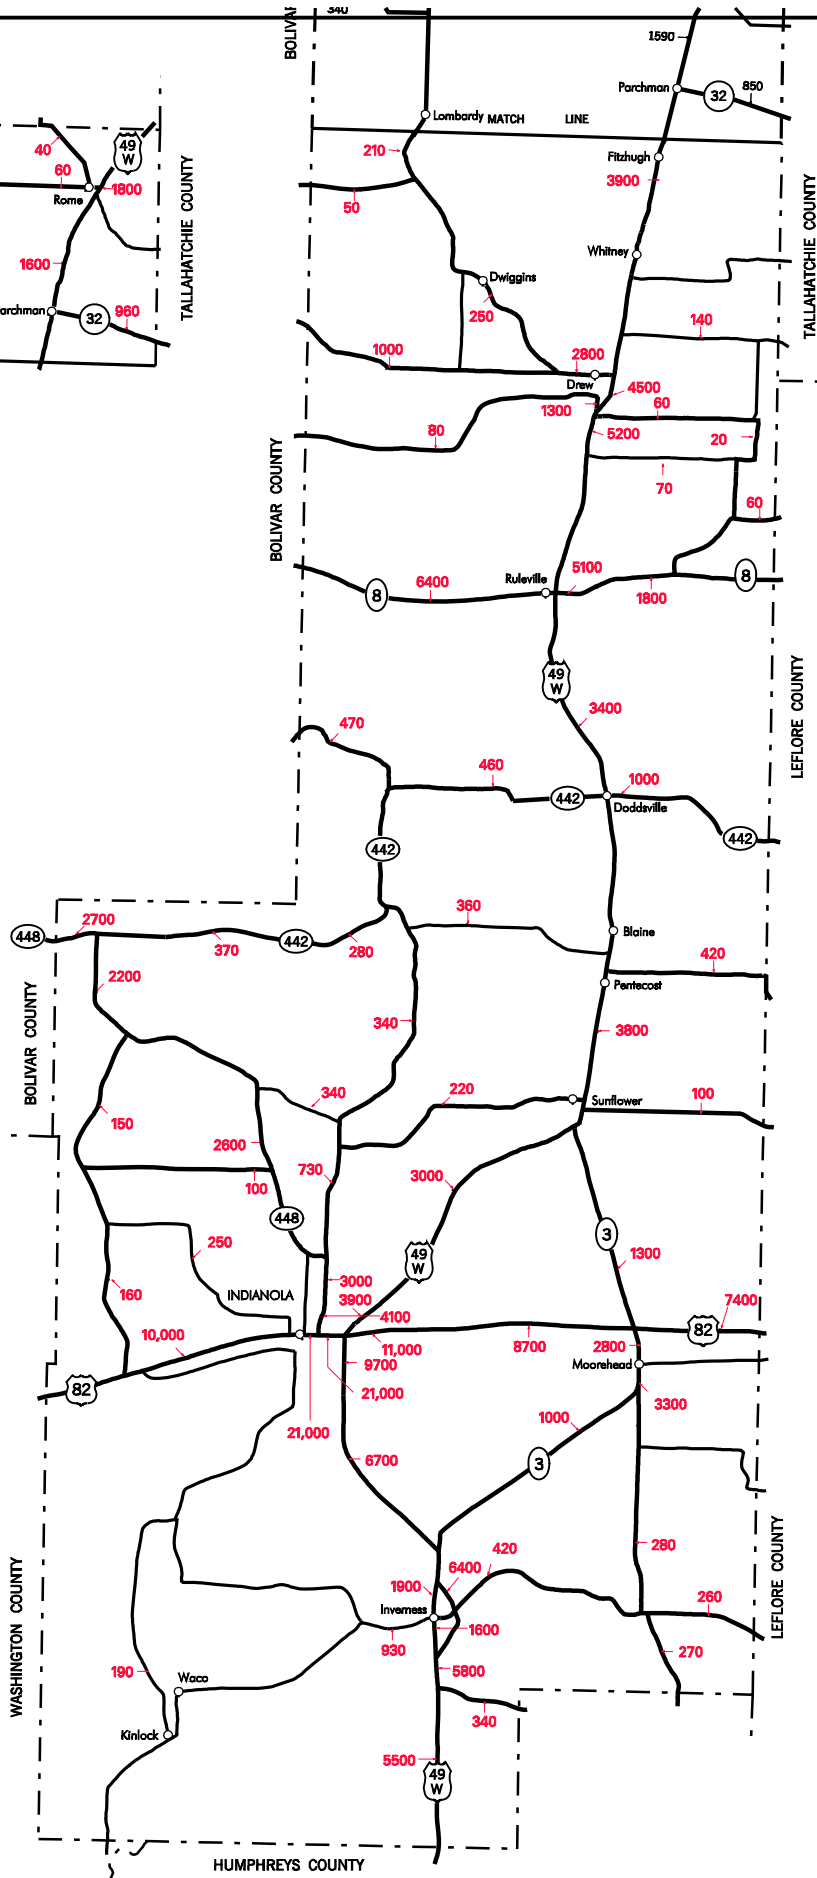 BOLIVAR
340
1590
Parchman
32
850
Lombardy
MATCH LINE
40
49 W
210
Fitzhugh
60
1800
3900
Rome
50
TALLAHATCHIE COUNTY
TALLAHATCHIE COUNTY
1600
Whitney
Dwiggins
archman
32
960
250
140
1000
2800
Drew
4500
1300
60
80
5200
20
BOLIVAR COUNTY
70
60
5100
8
6400
Ruleville
8
1800
49 W
3400
LEFLORE COUNTY
470
460
1000
442
Doddsville
442
442
360
2700
448
370
442
280
Blaine
420
2200
Pentecost
BOLIVAR COUNTY
340
3800
220
340
Sunflower
100
150
2600
730
3000
100
448
3
250
49 W
1300
160
INDIANOLA
3000
3900
4100
7400
10,000
11,000
8700
2800
82
9700
Moorehead
82
21,000
3300
21,000
1000
6700
3
LEFLORE COUNTY
280
420
WASHINGTON COUNTY
6400
1900
260
Inverness
1600
930
270
190
Waco
5800
340
Kinlock
5500
49 W
HUMPHREYS COUNTY